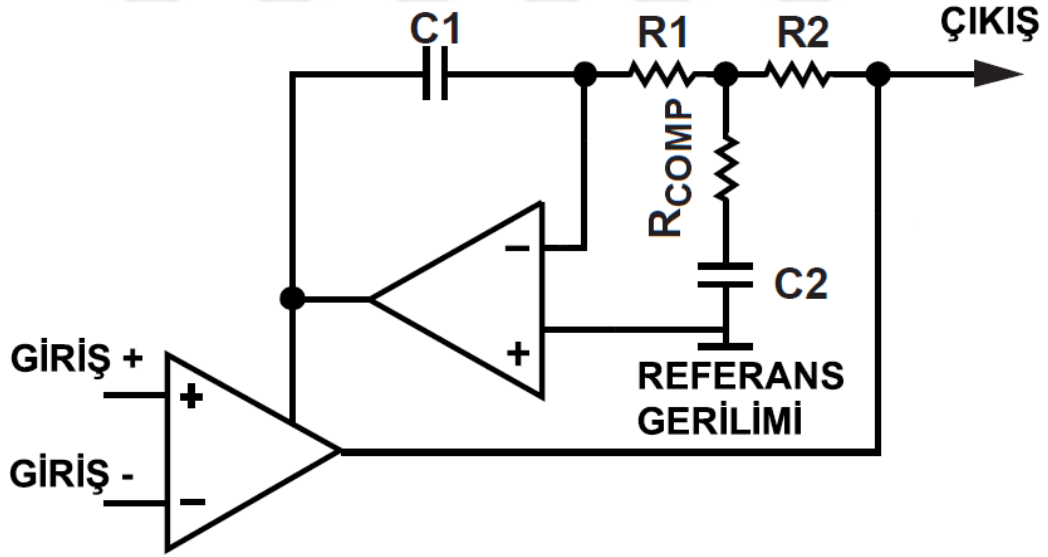 C1
R1
R2
ÇIKIŞ
RCOMP
−
C2
+
GİRİŞ +
+
REFERANS
GERİLİMİ
GİRİŞ -
−